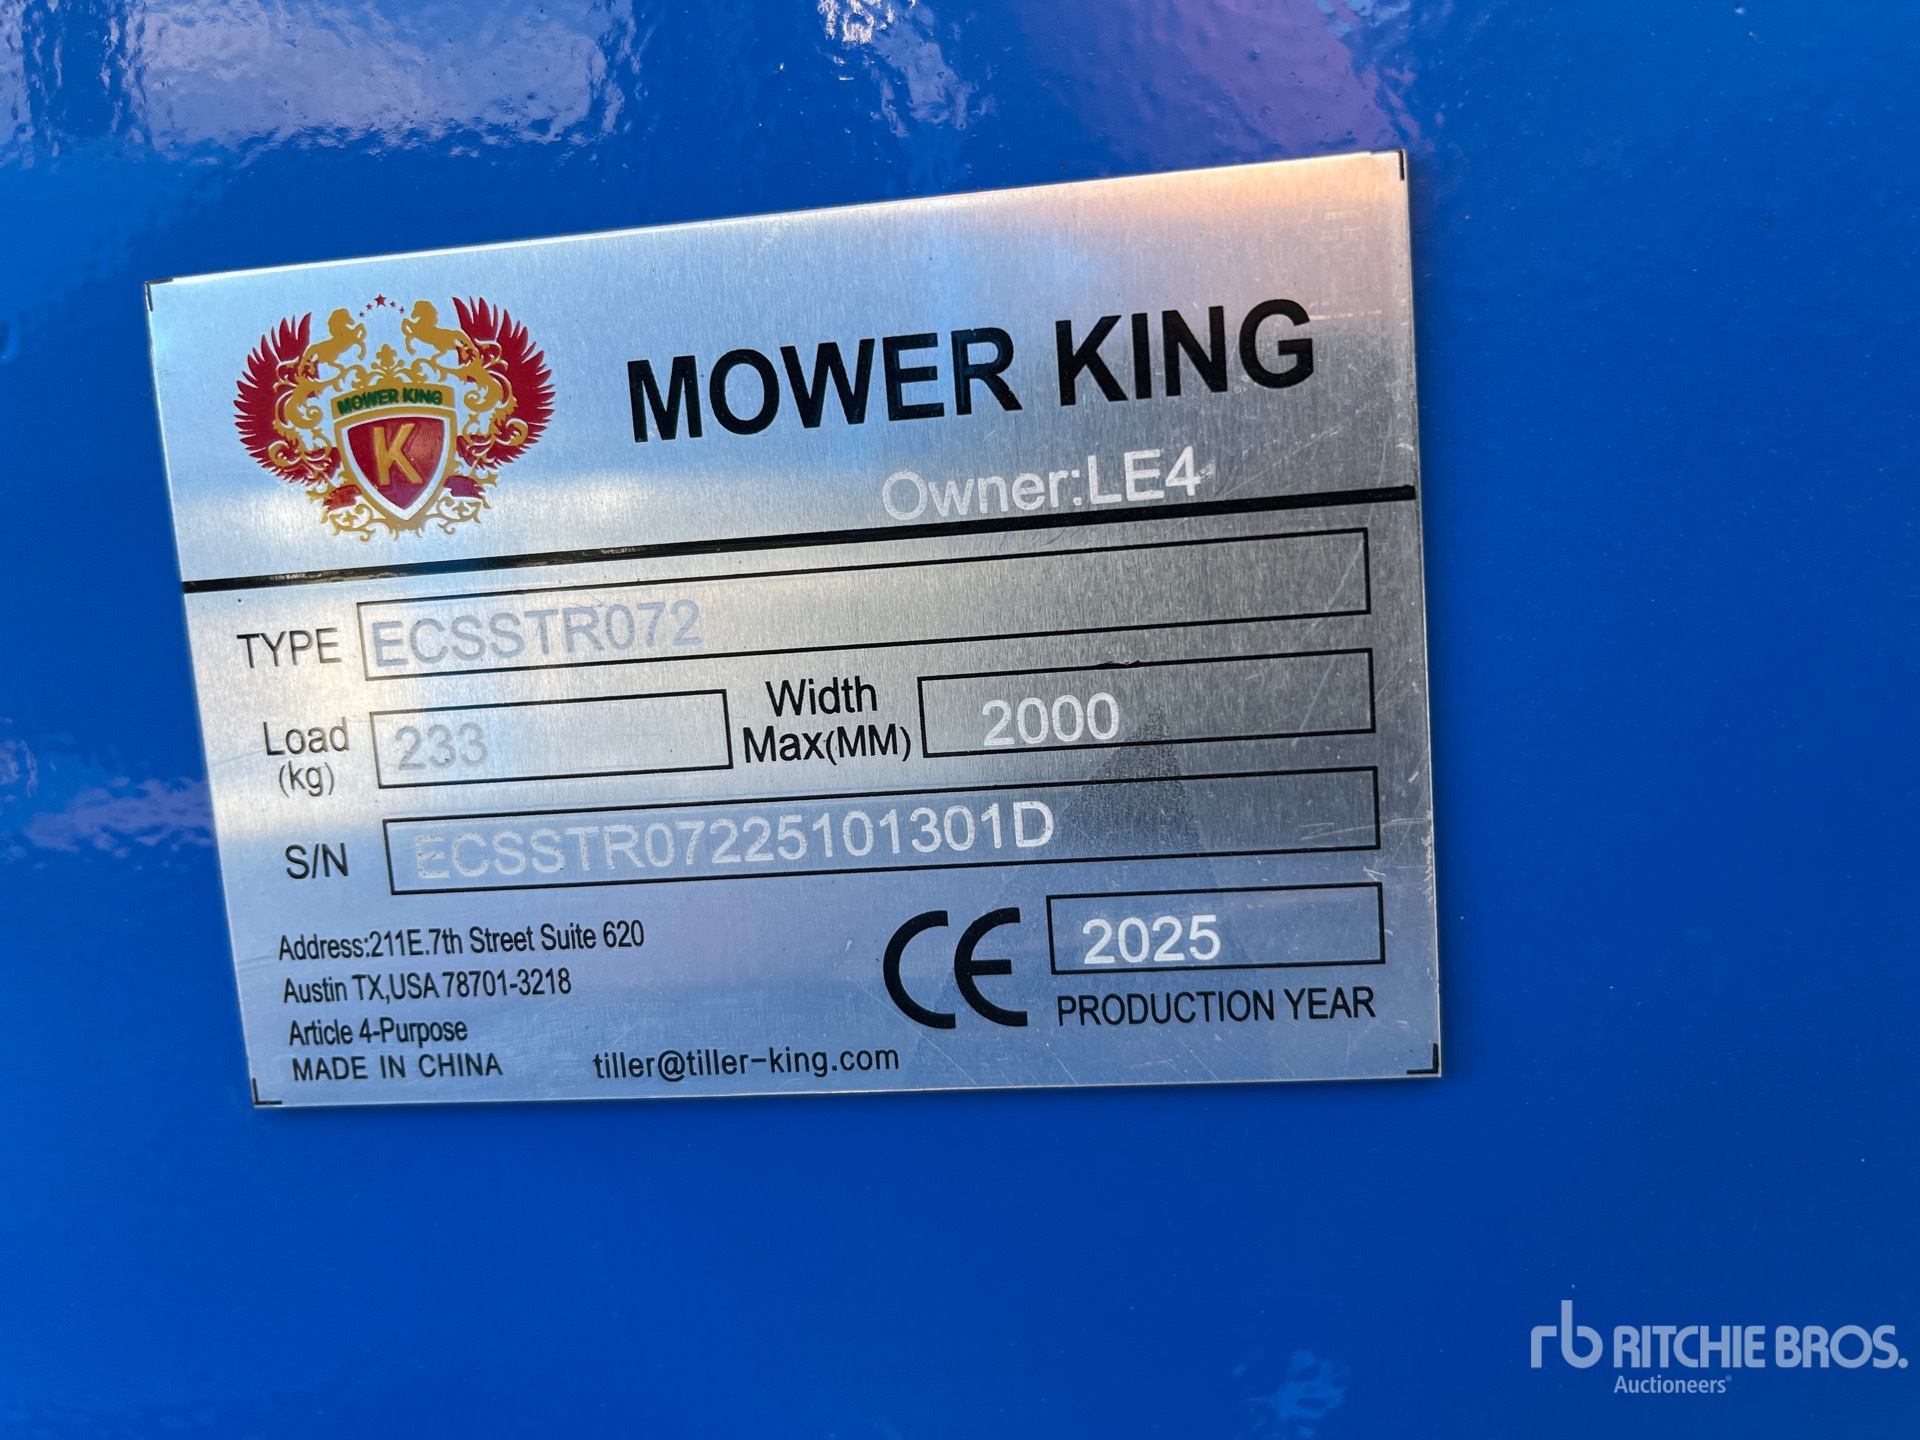 MOWER KING
MOWER KING
K
Owner:LE4
TYPE ECSSTR072
Load (kg) 233 Width Max(MM) 2000
S/N ECSSTR07225101301D
Address:211E.7th Street Suite 620
Austin TX,USA 78701-3218
Article 4-Purpose
MADE IN CHINA
tiller@tiller-king.com
CE
2025
PRODUCTION YEAR
rb RITCHIE BROS.
Auctioneers®